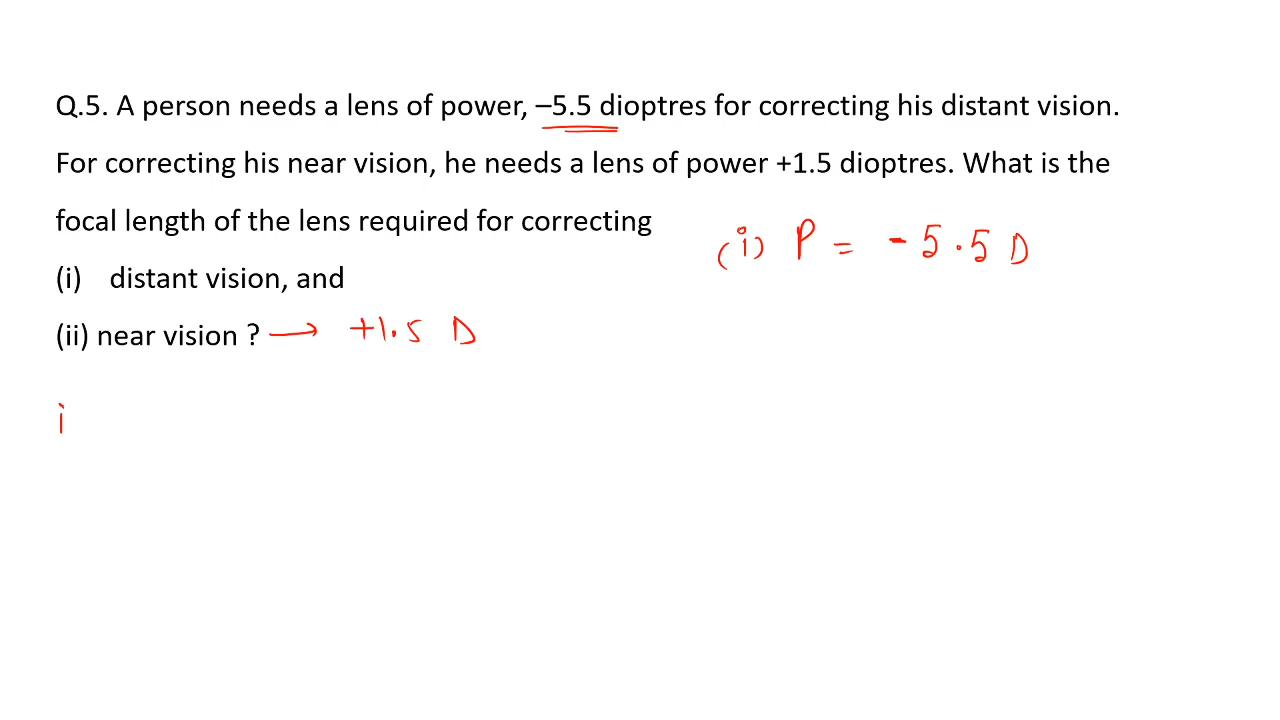 Q.5. A person needs a lens of power, –5.5 dioptres for correcting his distant vision.
For correcting his near vision, he needs a lens of power +1.5 dioptres. What is the
focal length of the lens required for correcting
(i) P = - 5.5 D
(i) distant vision, and
(ii) near vision ? → +1.5 D
i